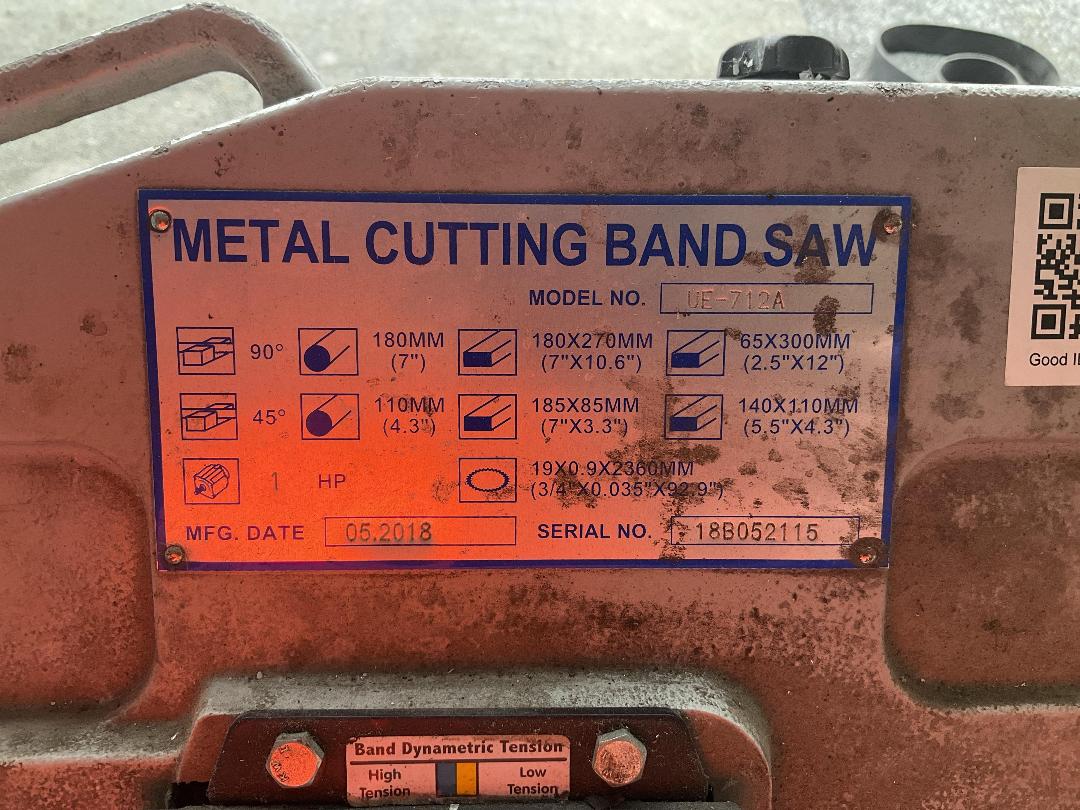 METAL CUTTING BAND SAW
MODEL NO. UE-712A
90° 180MM (7") 180X270MM (7"X10.6") 65X300MM (2.5"X12")
45° 110MM (4.3") 185X85MM (7"X3.3") 140X110MM (5.5"X4.3")
1 HP 19X0.9X2360MM (3/4"X0.035"X92.9")
MFG. DATE 05.2018 SERIAL NO. 18B052115
Band Dynametric Tension
High Tension Low Tension
Good